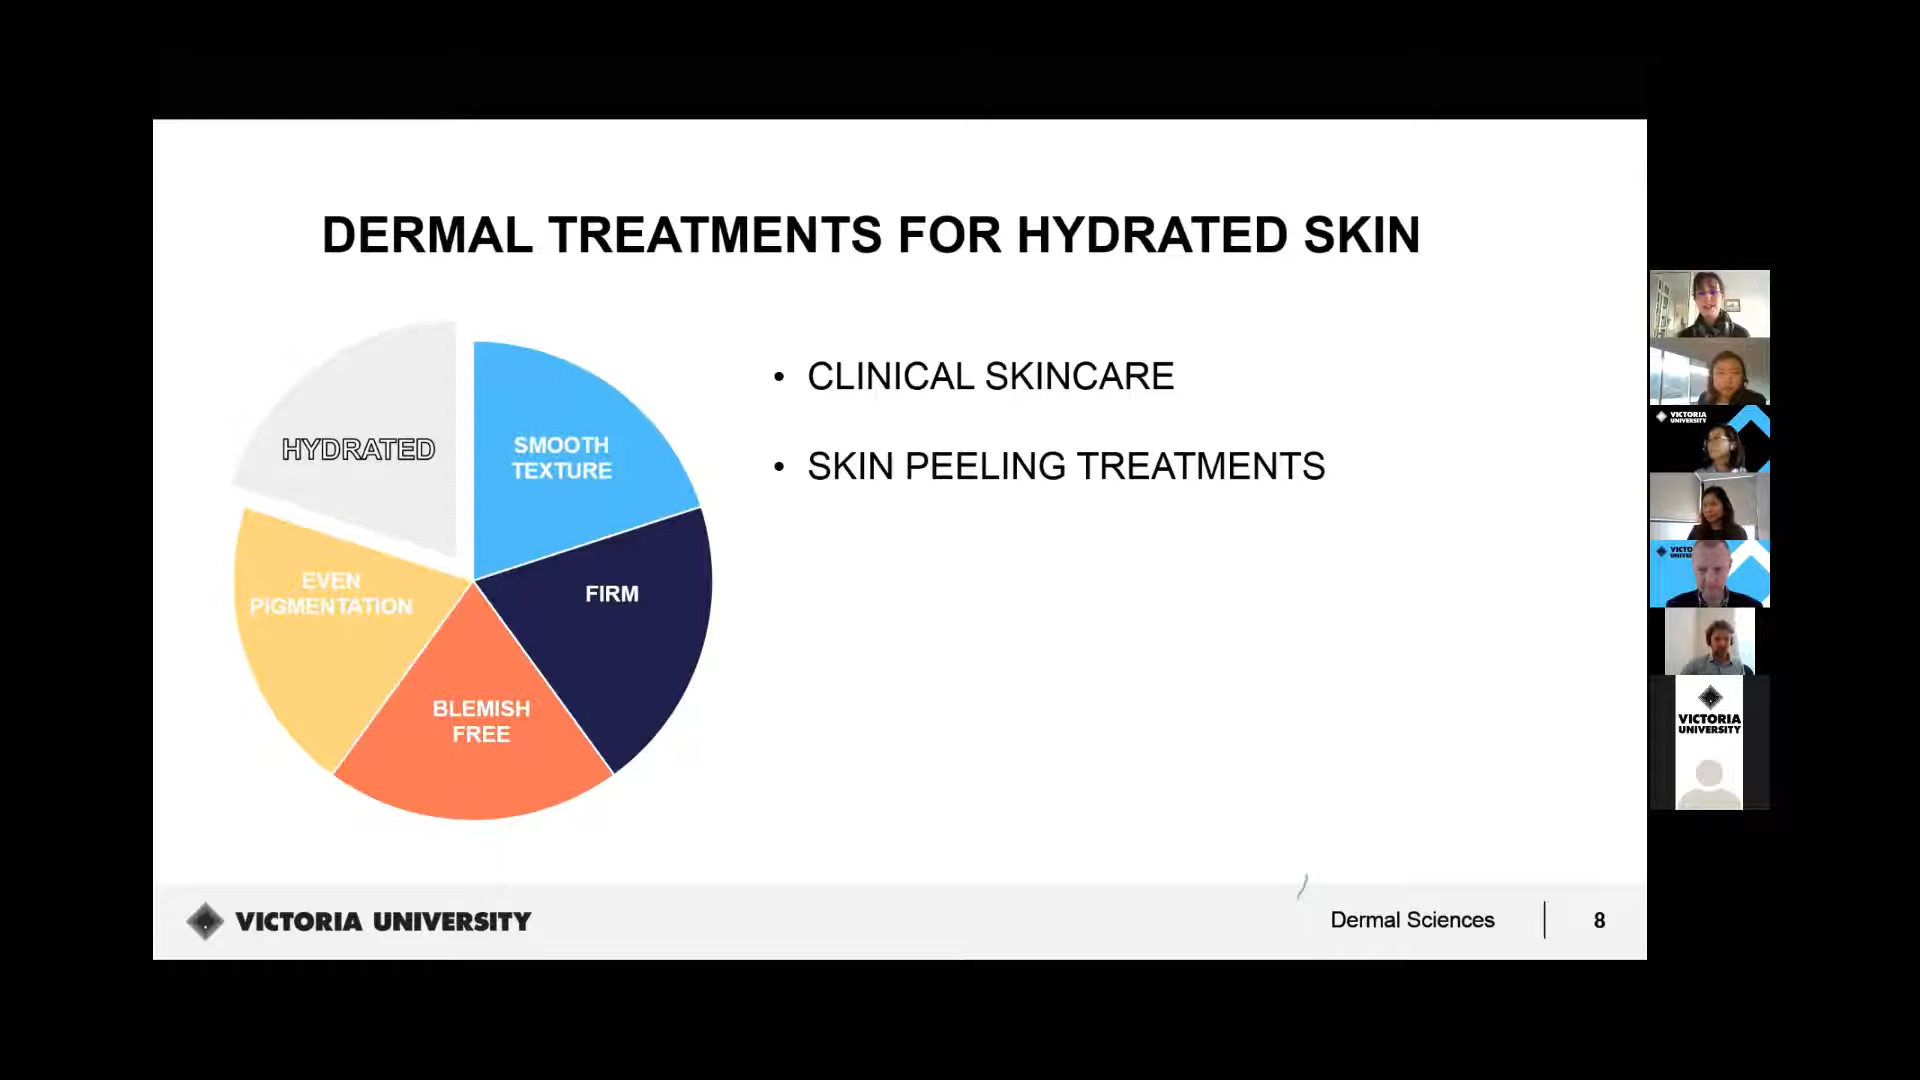 DERMAL TREATMENTS FOR HYDRATED SKIN
HYDRATED
SMOOTH
TEXTURE
FIRM
BLEMISH
FREE
EVEN
PIGMENTATION
• CLINICAL SKINCARE
• SKIN PEELING TREATMENTS
VICTORIA UNIVERSITY
Dermal Sciences
8
VICTORIA
UNIVERSITY
VICTORIA
UNIVERSITY